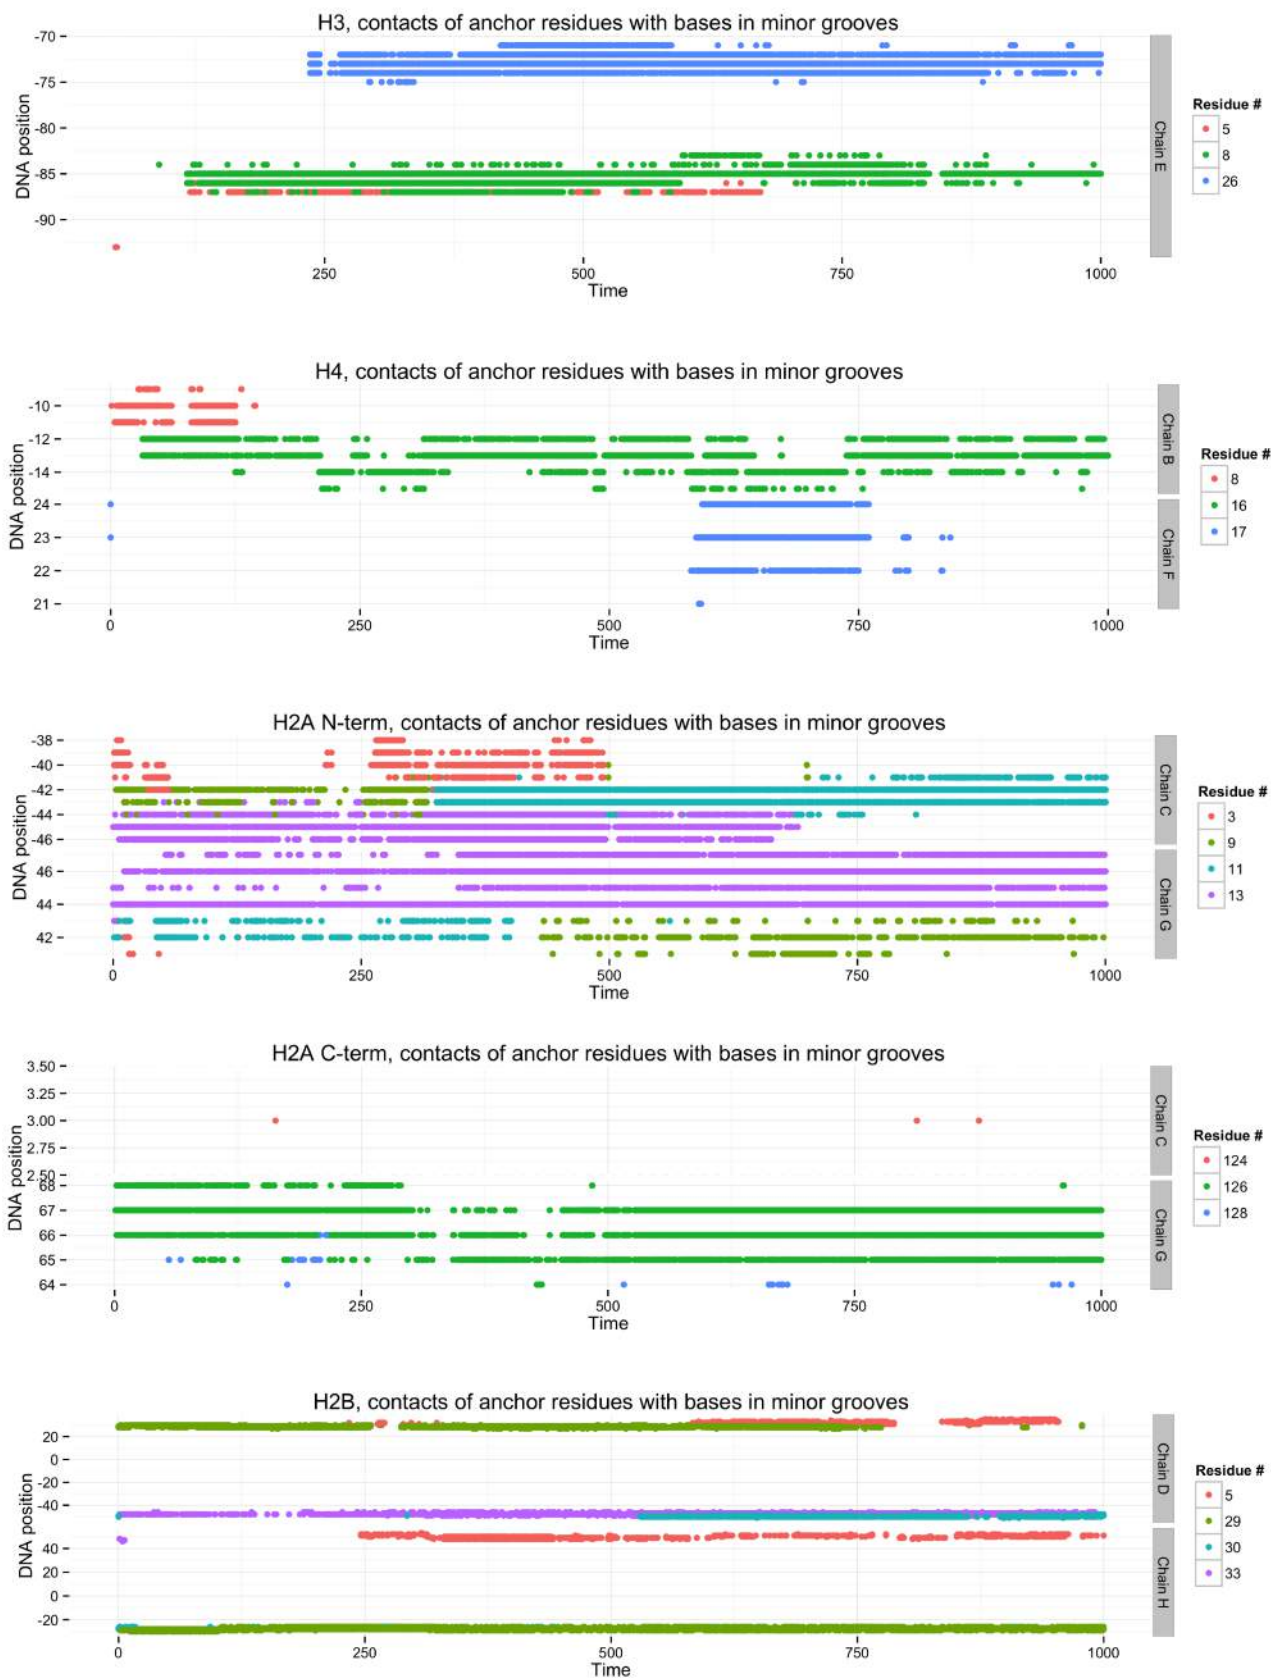 H3, contacts of anchor residues with bases in minor grooves
-70
-75
-80
-85
-90
DNA position
Chain E
250 500 750 1000
Time
Residue #
5
8
26
H4, contacts of anchor residues with bases in minor grooves
-10
-12
-14
24
23
22
21
DNA position
Chain B
Chain F
0 250 500 750 1000
Time
Residue #
8
16
17
H2A N-term, contacts of anchor residues with bases in minor grooves
-38
-40
-42
-44
-46
46
44
42
DNA position
Chain C
Chain G
0 250 500 750 1000
Time
Residue #
3
9
11
13
H2A C-term, contacts of anchor residues with bases in minor grooves
3.50
3.25
3.00
2.75
2.50
68
67
66
65
64
DNA position
Chain C
Chain G
0 250 500 750 1000
Time
Residue #
124
126
128
H2B, contacts of anchor residues with bases in minor grooves
20
0
-20
-40
40
20
0
-20
DNA position
Chain D
Chain H
0 250 500 750 1000
Time
Residue #
5
29
30
33